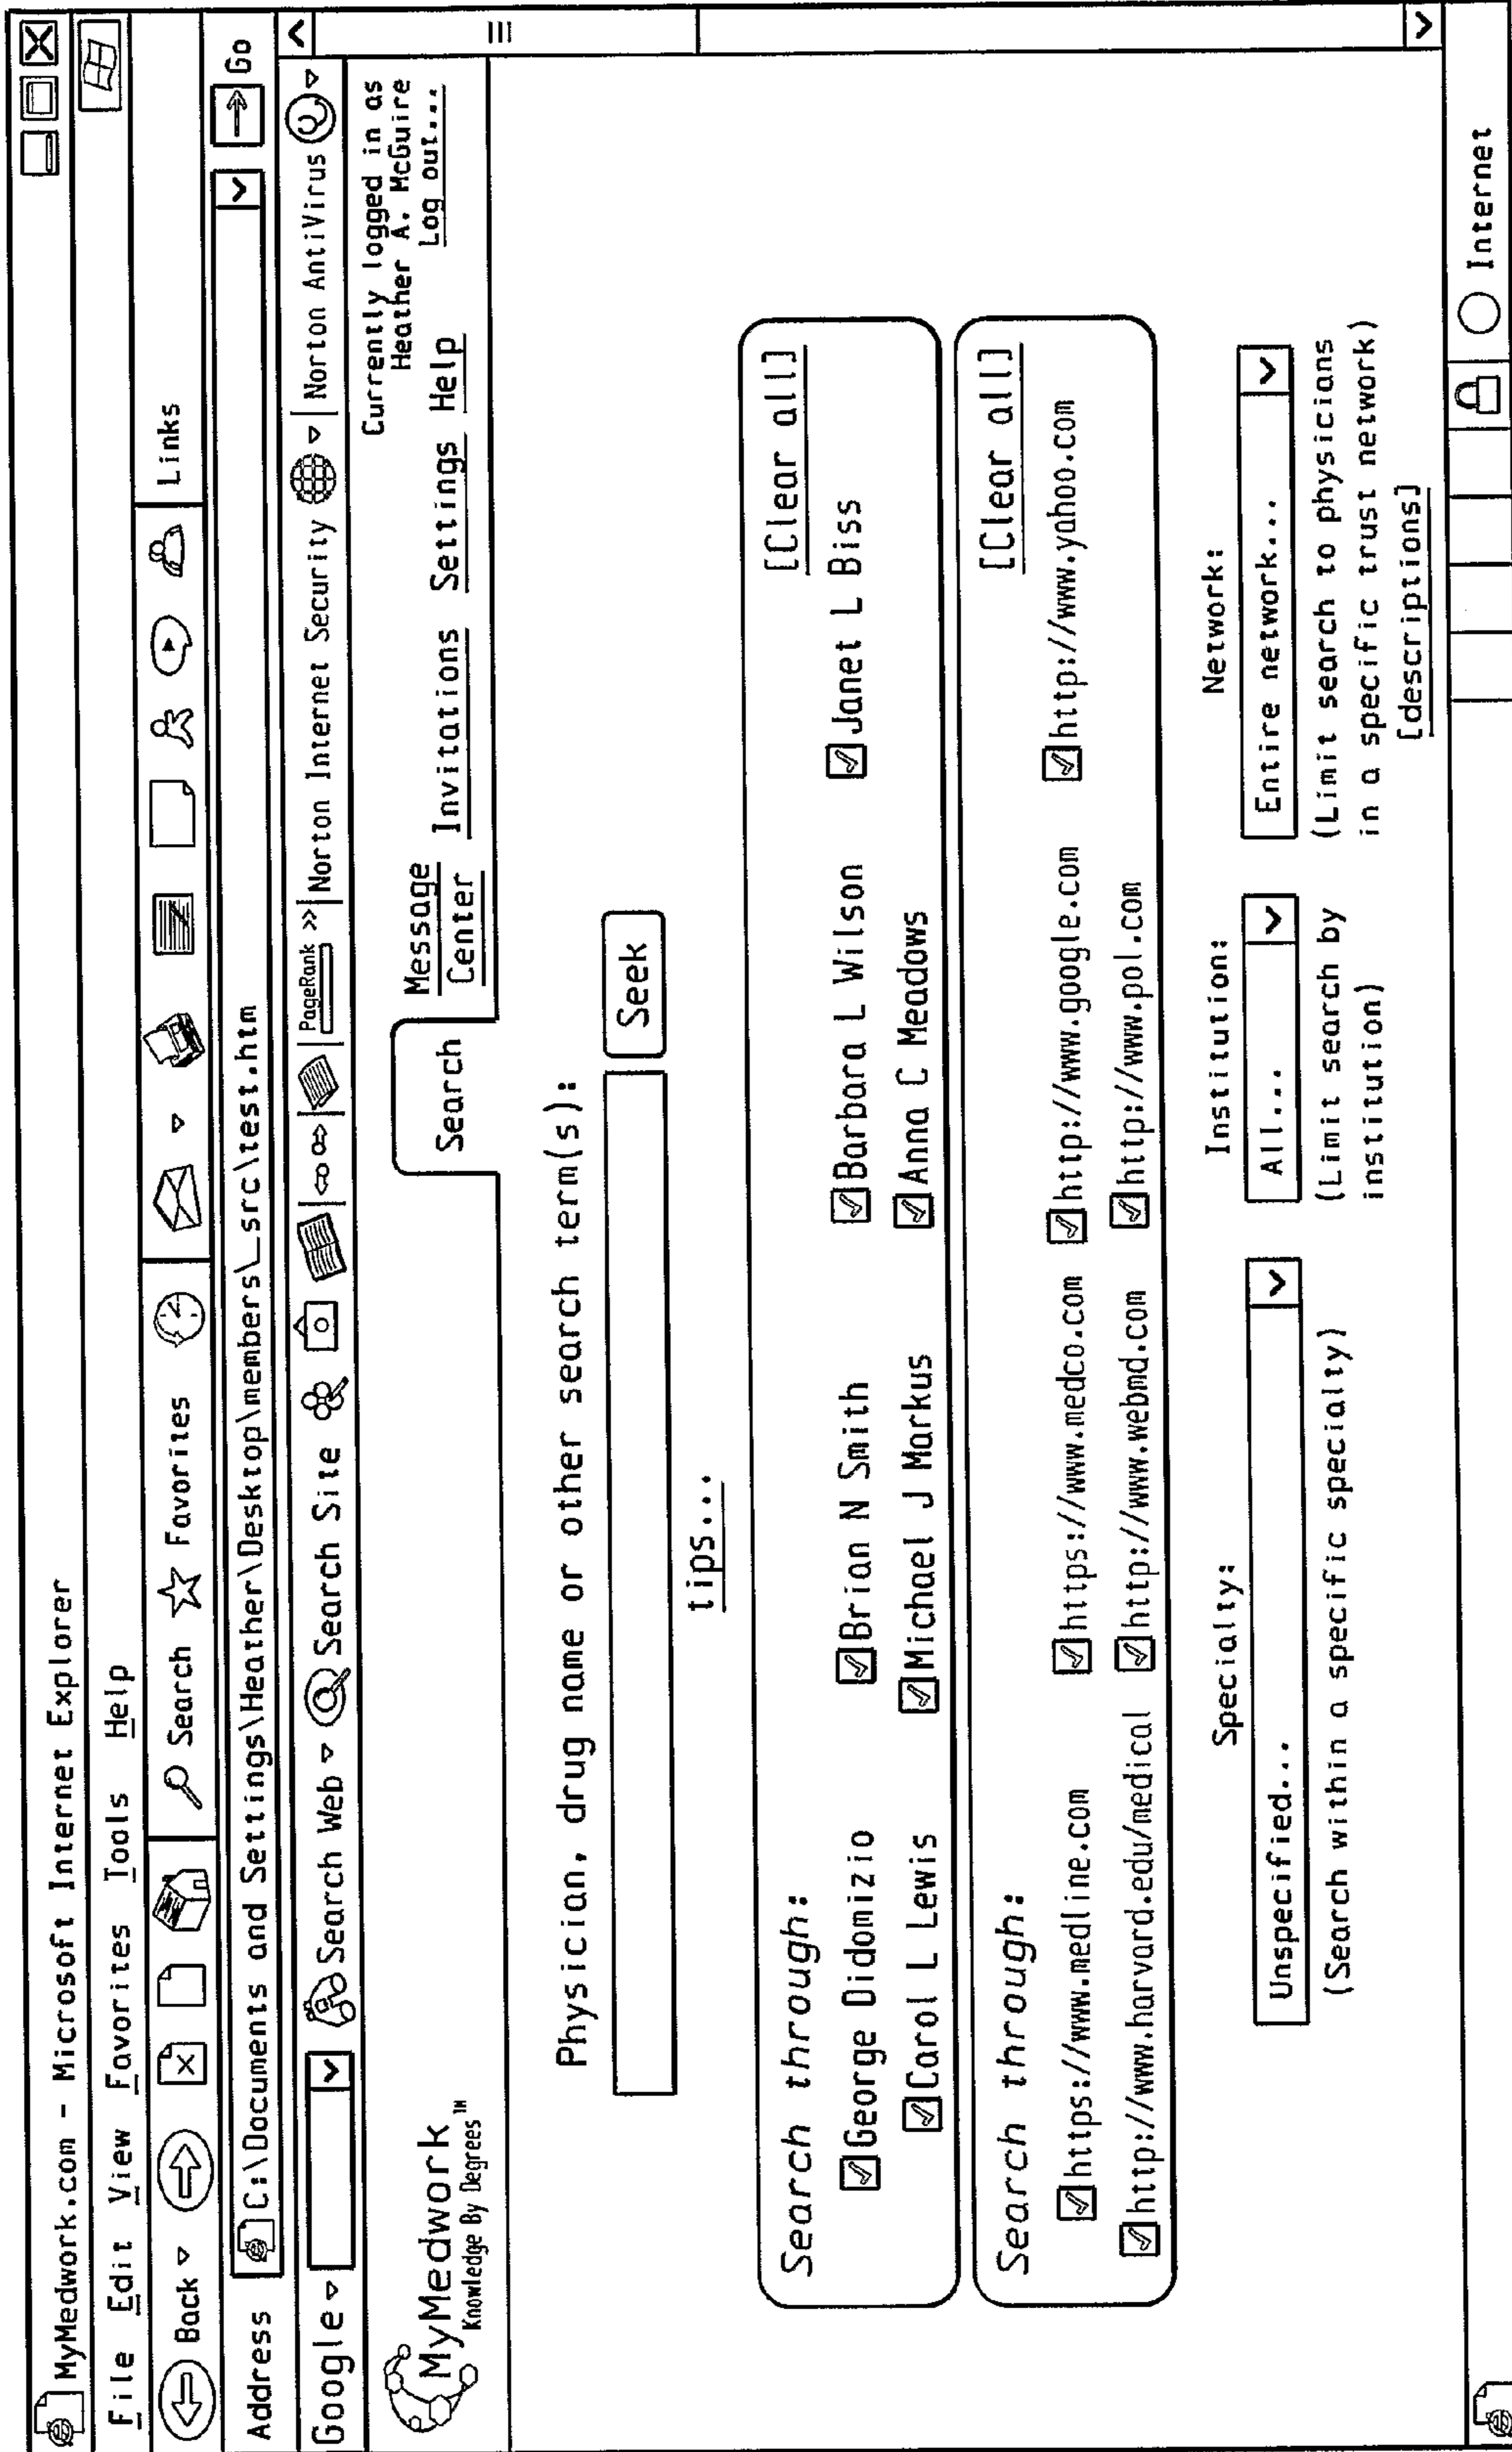 MyMedwork.com - Microsoft Internet Explorer
File Edit View Favorites Tools Help
Back Search Favorites Links
Address C:\Documents and Settings\Heather\Desktop\members\_src\test.htm Go
Google Search Web Search Site PageRank >> Norton Internet Security Norton AntiVirus
Currently logged in as
Heather A. McGuire
Log out...
MyMedwork
Knowledge By Degrees™
Search
Message
Center
Invitations Settings Help
Physician, drug name or other search term(s):
Seek
tips...
Search through: [Clear all]
George Didomizio Brian N Smith Barbara L Wilson Janet L Biss
Carol L Lewis Michael J Markus Anna C Meadows
Search through: [Clear all]
https://www.medline.com https://www.medco.com http://www.google.com http://www.yahoo.com
http://www.harvard.edu/medical http://www.webmd.com http://www.pol.com
Specialty: Institution: Network:
Unspecified... All... Entire network...
(Search within a specific specialty) (Limit search by (Limit search to physicians
institution) in a specific trust network)
[descriptions]
Internet